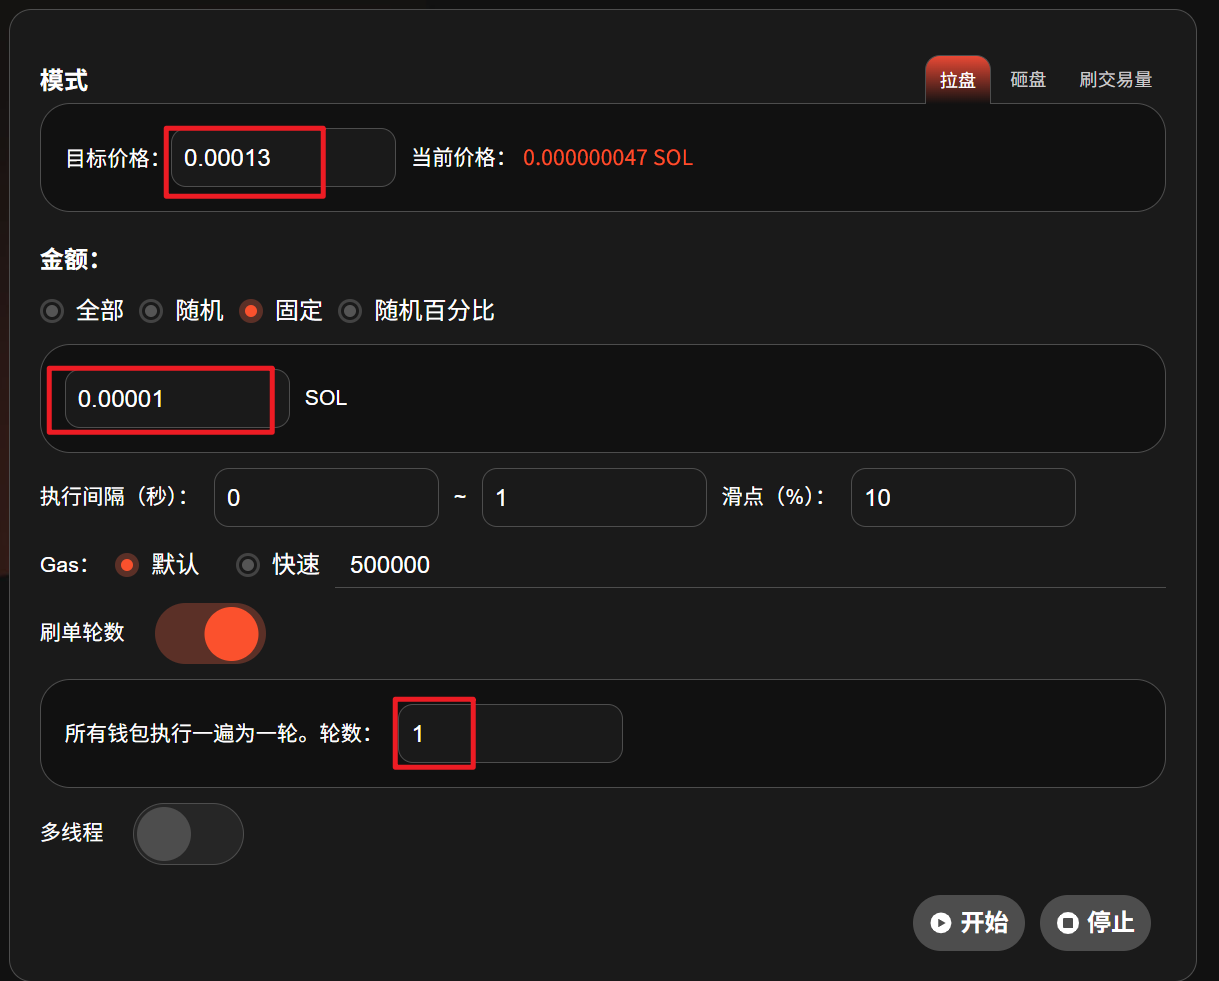 模式 拉盘 砸盘 刷交易量
目标价格： 0.00013 当前价格： 0.000000047 SOL
金额：
全部 随机 固定 随机百分比
0.00001 SOL
执行间隔（秒）： 0 ~ 1 滑点（%）： 10
Gas： 默认 快速 500000
刷单轮数
所有钱包执行一遍为一轮。轮数： 1
多线程
开始 停止